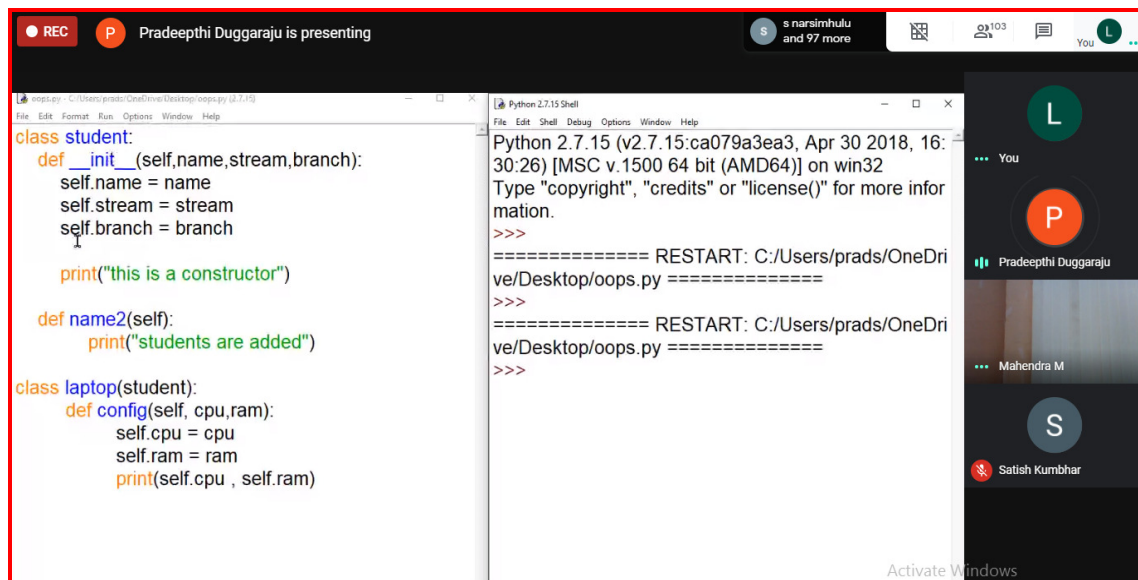 REC
P
Pradeepthi Duggaraju is presenting
s
s narsimhulu
and 97 more
103
You
L
oops.py - C:/Users/prads/OneDrive/Desktop/oops.py (2.7.15)
File Edit Format Run Options Window Help
class student:
def __init__(self,name,stream,branch):
self.name = name
self.stream = stream
self.branch = branch
print("this is a constructor")
def name2(self):
print("students are added")
class laptop(student):
def config(self, cpu,ram):
self.cpu = cpu
self.ram = ram
print(self.cpu , self.ram)
Python 2.7.15 Shell
File Edit Shell Debug Options Window Help
Python 2.7.15 (v2.7.15:ca079a3ea3, Apr 30 2018, 16:
30:26) [MSC v.1500 64 bit (AMD64)] on win32
Type "copyright", "credits" or "license()" for more infor
mation.
>>>
============== RESTART: C:/Users/prads/OneDri
ve/Desktop/oops.py ==============
>>>
============== RESTART: C:/Users/prads/OneDri
ve/Desktop/oops.py ==============
>>>
L
You
P
Pradeepthi Duggaraju
Mahendra M
S
Satish Kumbhar
Activate Windows